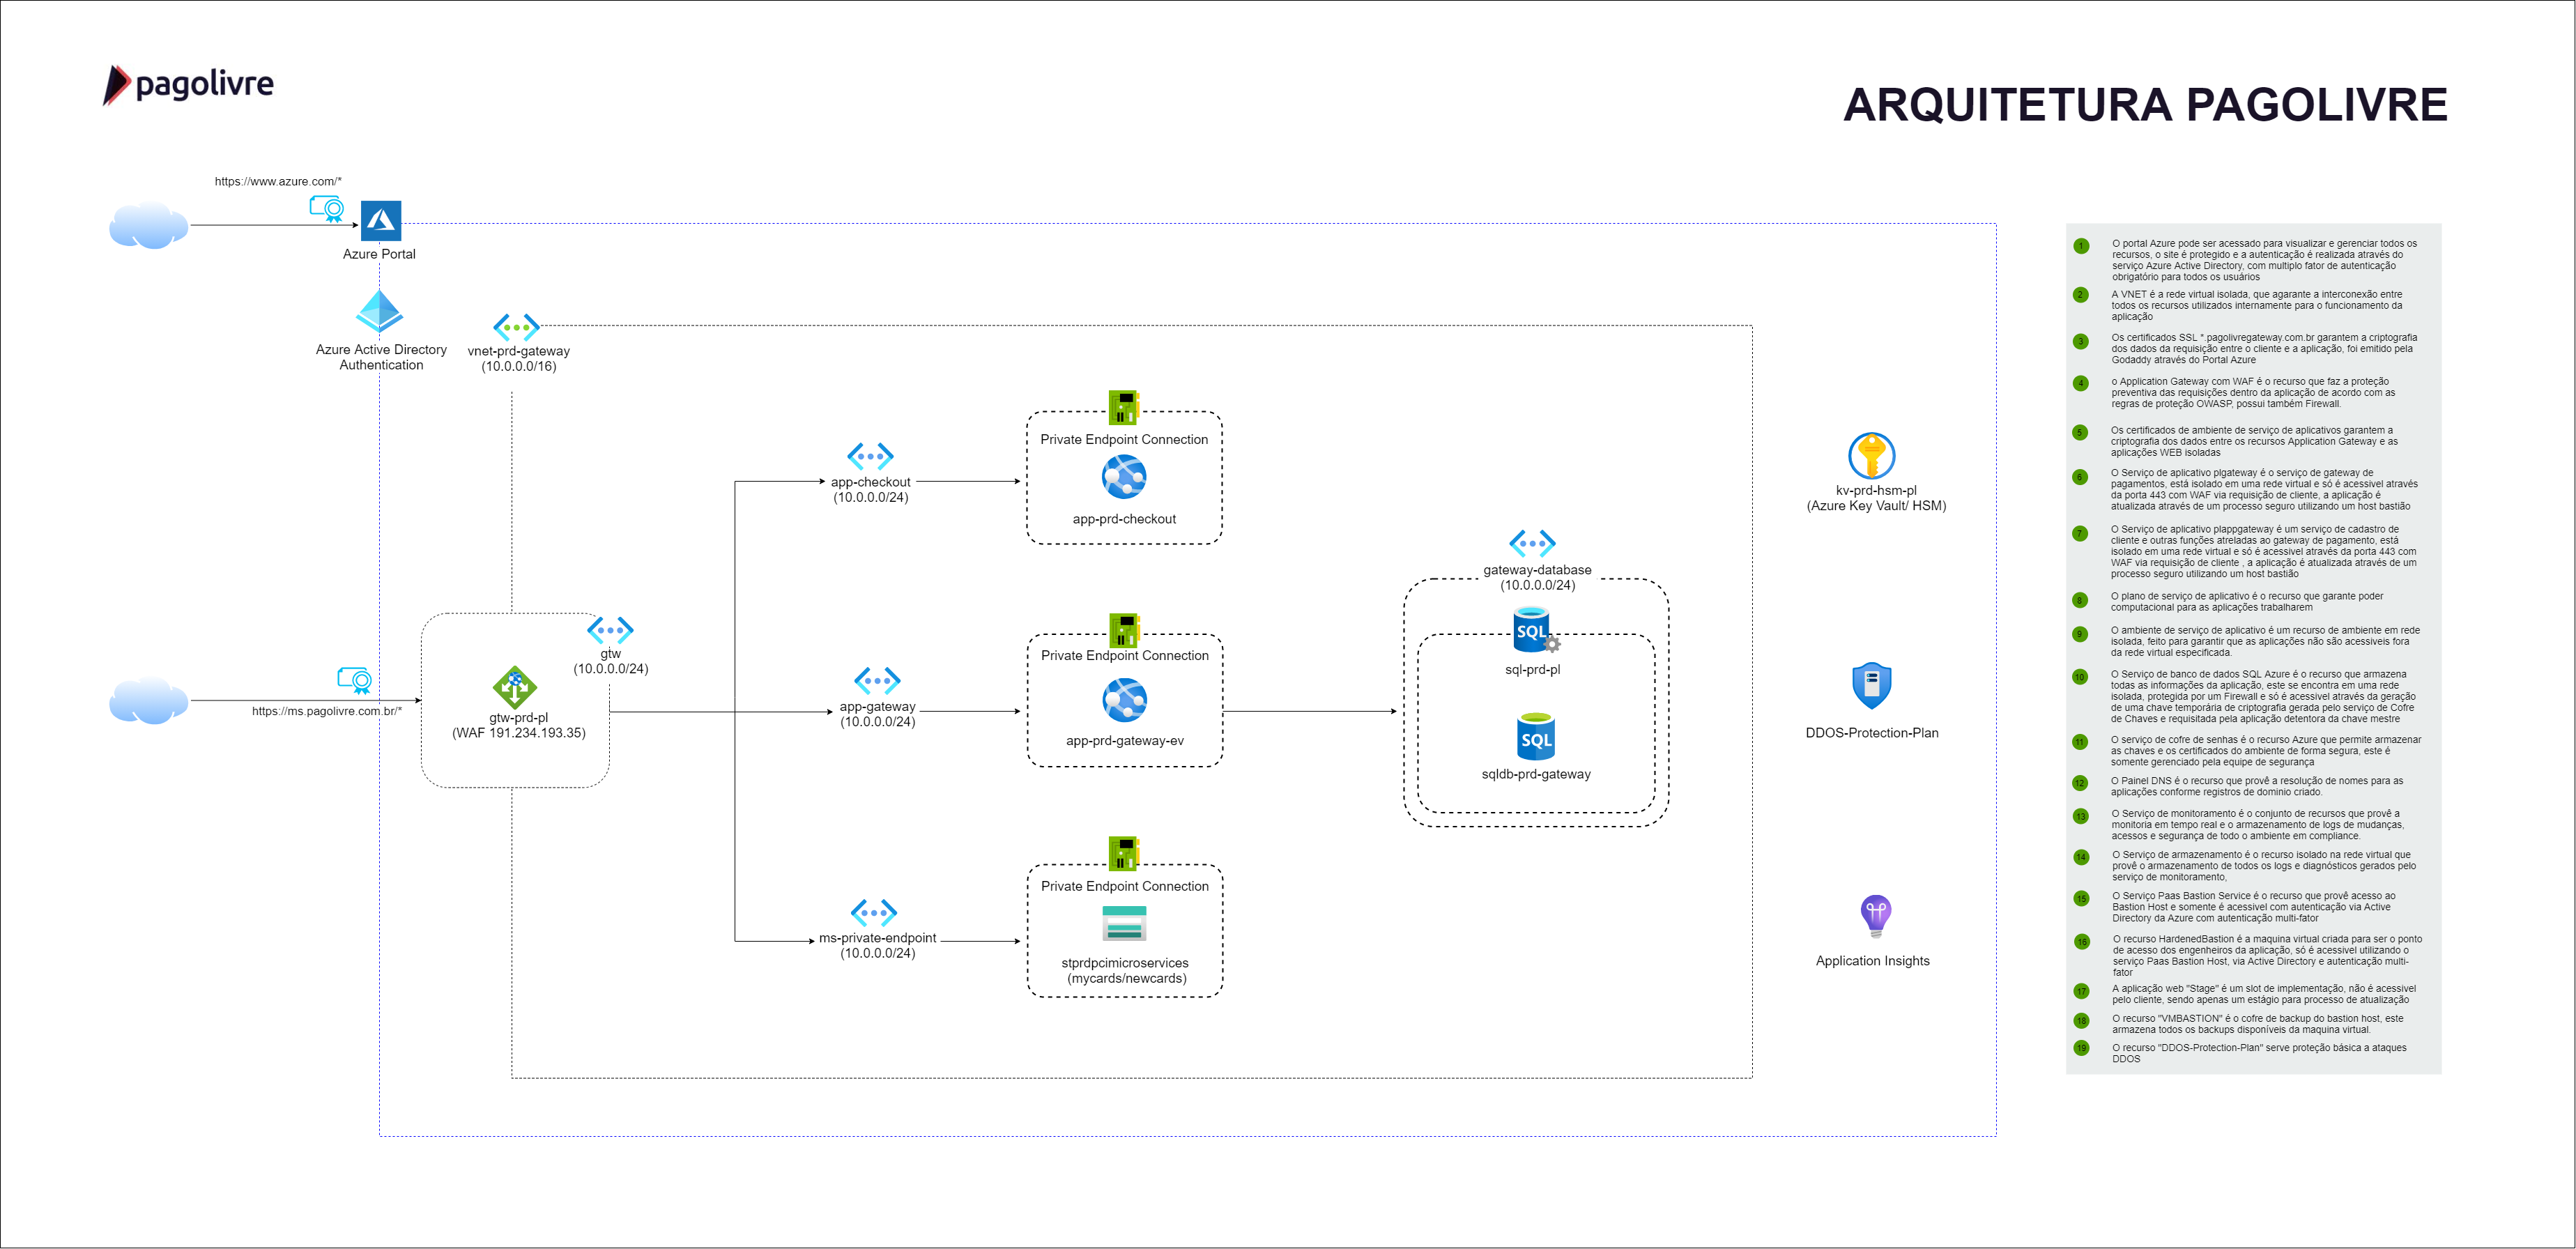 pagolivre
ARQUITETURA PAGOLIVRE
https://www.azure.com/*
Azure Portal
Azure Active Directory
Authentication
vnet-prd-gateway
(10.0.0.0/16)
https://ms.pagolivre.com.br/*
gtw
(10.0.0.0/24)
gtw-prd-pl
(WAF 191.234.193.35)
app-checkout
(10.0.0.0/24)
Private Endpoint Connection
app-prd-checkout
app-gateway
(10.0.0.0/24)
Private Endpoint Connection
app-prd-gateway-ev
ms-private-endpoint
(10.0.0.0/24)
Private Endpoint Connection
stprdpcimicroservices
(mycards/newcards)
gateway-database
(10.0.0.0/24)
SQL
sql-prd-pl
SQL
sqldb-prd-gateway
kv-prd-hsm-pl
(Azure Key Vault/ HSM)
DDOS-Protection-Plan
Application Insights
1 O portal Azure pode ser acessado para visualizar e gerenciar todos os
recursos, o site é protegido e a autenticação é realizada através do
serviço Azure Active Directory, com multiplo fator de autenticação
obrigatório para todos os usuários
2 A VNET é a rede virtual isolada, que agarante a interconexão entre
todos os recursos utilizados internamente para o funcionamento da
aplicação
3 Os certificados SSL *.pagolivregateway.com.br garantem a criptografia
dos dados da requisição entre o cliente e a aplicação, foi emitido pela
Godaddy através do Portal Azure
4 o Application Gateway com WAF é o recurso que faz a proteção
preventiva das requisições dentro da aplicação de acordo com as
regras de proteção OWASP, possui também Firewall.
5 Os certificados de ambiente de serviço de aplicativos garantem a
criptografia dos dados entre os recursos Application Gateway e as
aplicações WEB isoladas
6 O Serviço de aplicativo plgateway é o serviço de gateway de
pagamentos, está isolado em uma rede virtual e só é acessivel através
da porta 443 com WAF via requisição de cliente, a aplicação é
atualizada através de um processo seguro utilizando um host bastião
7 O Serviço de aplicativo plappgateway é um serviço de cadastro de
cliente e outras funções atreladas ao gateway de pagamento, está
isolado em uma rede virtual e só é acessivel através da porta 443 com
WAF via requisição de cliente , a aplicação é atualizada através de um
processo seguro utilizando um host bastião
8 O plano de serviço de aplicativo é o recurso que garante poder
computacional para as aplicações trabalharem
9 O ambiente de serviço de aplicativo é um recurso de ambiente em rede
isolada, feito para garantir que as aplicações não são acessiveis fora
da rede virtual especificada.
10 O Serviço de banco de dados SQL Azure é o recurso que armazena
todas as informações da aplicação, este se encontra em uma rede
isolada, protegida por um Firewall e só é acessivel através da geração
de uma chave temporária de criptografia gerada pelo serviço de Cofre
de Chaves e requisitada pela aplicação detentora da chave mestre
11 O serviço de cofre de senhas é o recurso Azure que permite armazenar
as chaves e os certificados do ambiente de forma segura, este é
somente gerenciado pela equipe de segurança
12 O Painel DNS é o recurso que provê a resolução de nomes para as
aplicações conforme registros de dominio criado.
13 O Serviço de monitoramento é o conjunto de recursos que provê a
monitoria em tempo real e o armazenamento de logs de mudanças,
acessos e segurança de todo o ambiente em compliance.
14 O Serviço de armazenamento é o recurso isolado na rede virtual que
provê o armazenamento de todos os logs e diagnósticos gerados pelo
serviço de monitoramento,
15 O Serviço Paas Bastion Service é o recurso que provê acesso ao
Bastion Host e somente é acessivel com autenticação via Active
Directory da Azure com autenticação multi-fator
16 O recurso HardenedBastion é a maquina virtual criada para ser o ponto
de acesso dos engenheiros da aplicação, só é acessivel utilizando o
serviço Paas Bastion Host, via Active Directory e autenticação multi-
fator
17 A aplicação web "Stage" é um slot de implementação, não é acessivel
pelo cliente, sendo apenas um estágio para processo de atualização
18 O recurso "VMBASTION" é o cofre de backup do bastion host, este
armazena todos os backups disponíveis da maquina virtual.
19 O recurso "DDOS-Protection-Plan" serve proteção básica a ataques
DDOS